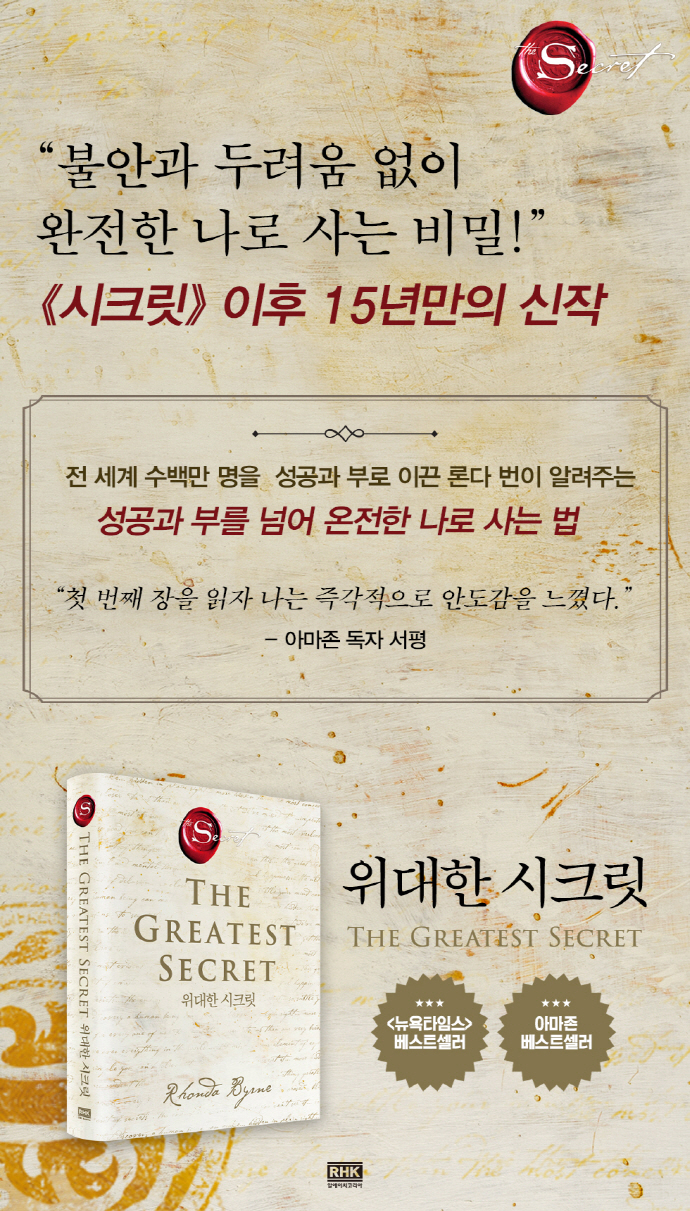 the Secret
“불안과 두려움 없이
완전한 나로 사는 비밀!”
《시크릿》 이후 15년만의 신작
전 세계 수백만 명을 성공과 부로 이끈 론다 번이 알려주는
성공과 부를 넘어 온전한 나로 사는 법
“첫 번째 장을 읽자 나는 즉각적으로 안도감을 느꼈다.”
– 아마존 독자 서평
S
THE GREATEST SECRET 위대한 시크릿
RHK
the Secret
THE
GREATEST
SECRET
위대한 시크릿
Rhonda Byrne
위대한 시크릿
THE GREATEST SECRET
<뉴욕타임스>
베스트셀러
아마존
베스트셀러
RHK
알에이치코리아